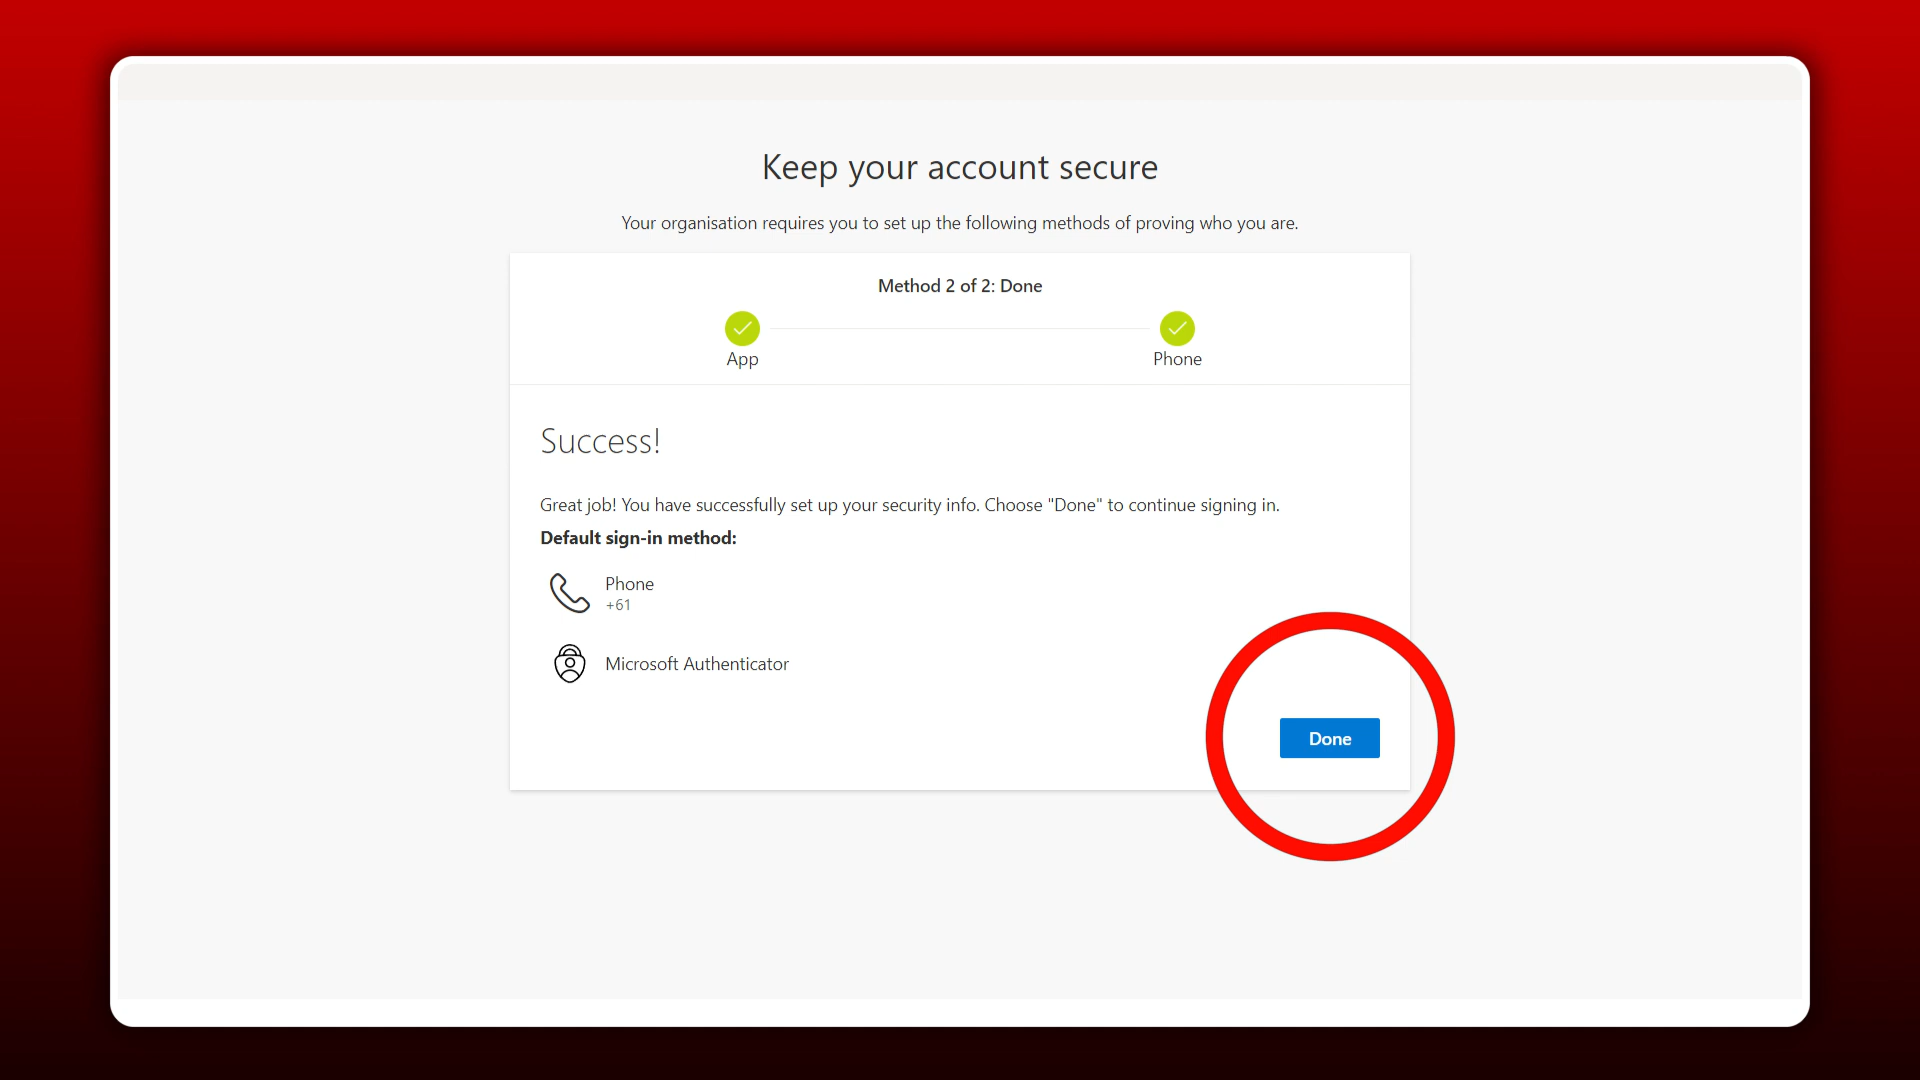 Keep your account secure
Your organisation requires you to set up the following methods of proving who you are.
Method 2 of 2: Done
App
Phone
Success!
Great job! You have successfully set up your security info. Choose "Done" to continue signing in.
Default sign-in method:
Phone
+61
Microsoft Authenticator
Done